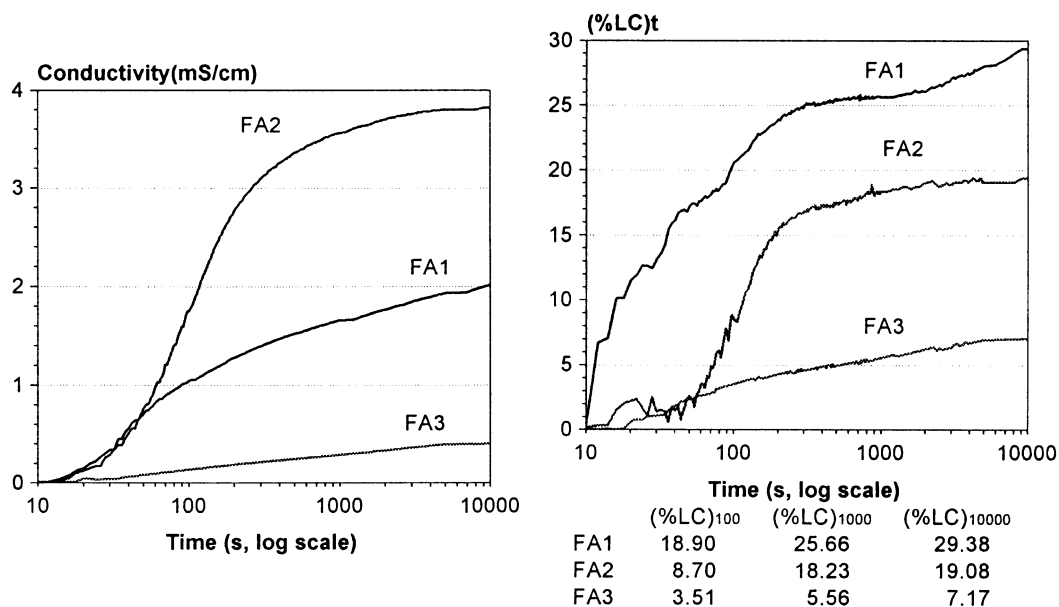 Conductivity(mS/cm)
4
3
2
1
0
FA2
FA1
FA3
10 100 1000 10000
Time (s, log scale)
(%LC)t
30
25
20
15
10
5
0
FA1
FA2
FA3
10 100 1000 10000
Time (s, log scale)
(%LC)100 (%LC)1000 (%LC)10000
FA1 18.90 25.66 29.38
FA2 8.70 18.23 19.08
FA3 3.51 5.56 7.17